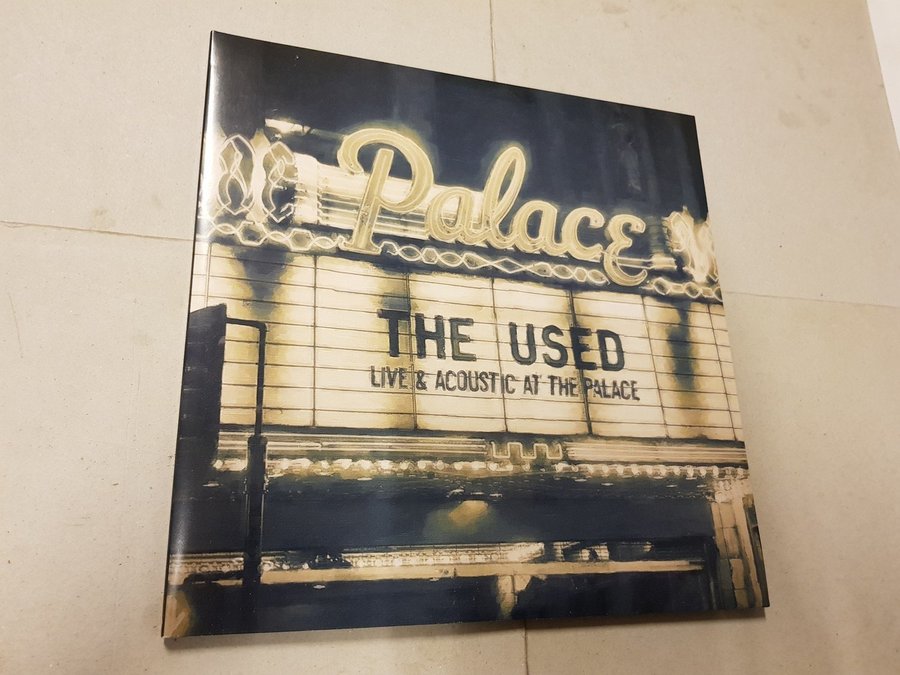 Palace
THE USED
LIVE & ACOUSTIC AT THE PALACE